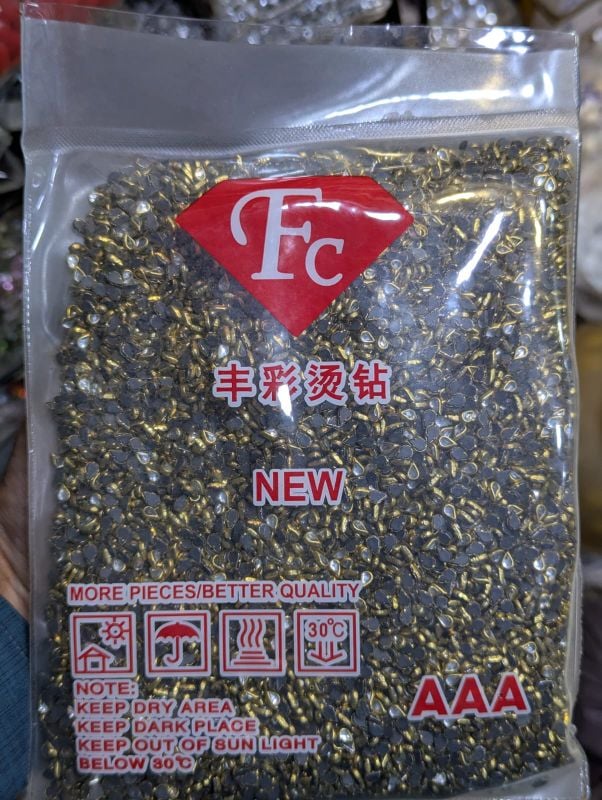 Fc
丰彩烫钻
NEW
MORE PIECES/BETTER QUALITY
30℃
NOTE:
KEEP DRY AREA
KEEP DARK PLACE
KEEP OUT OF SUN LIGHT
BELOW 30℃
AAA